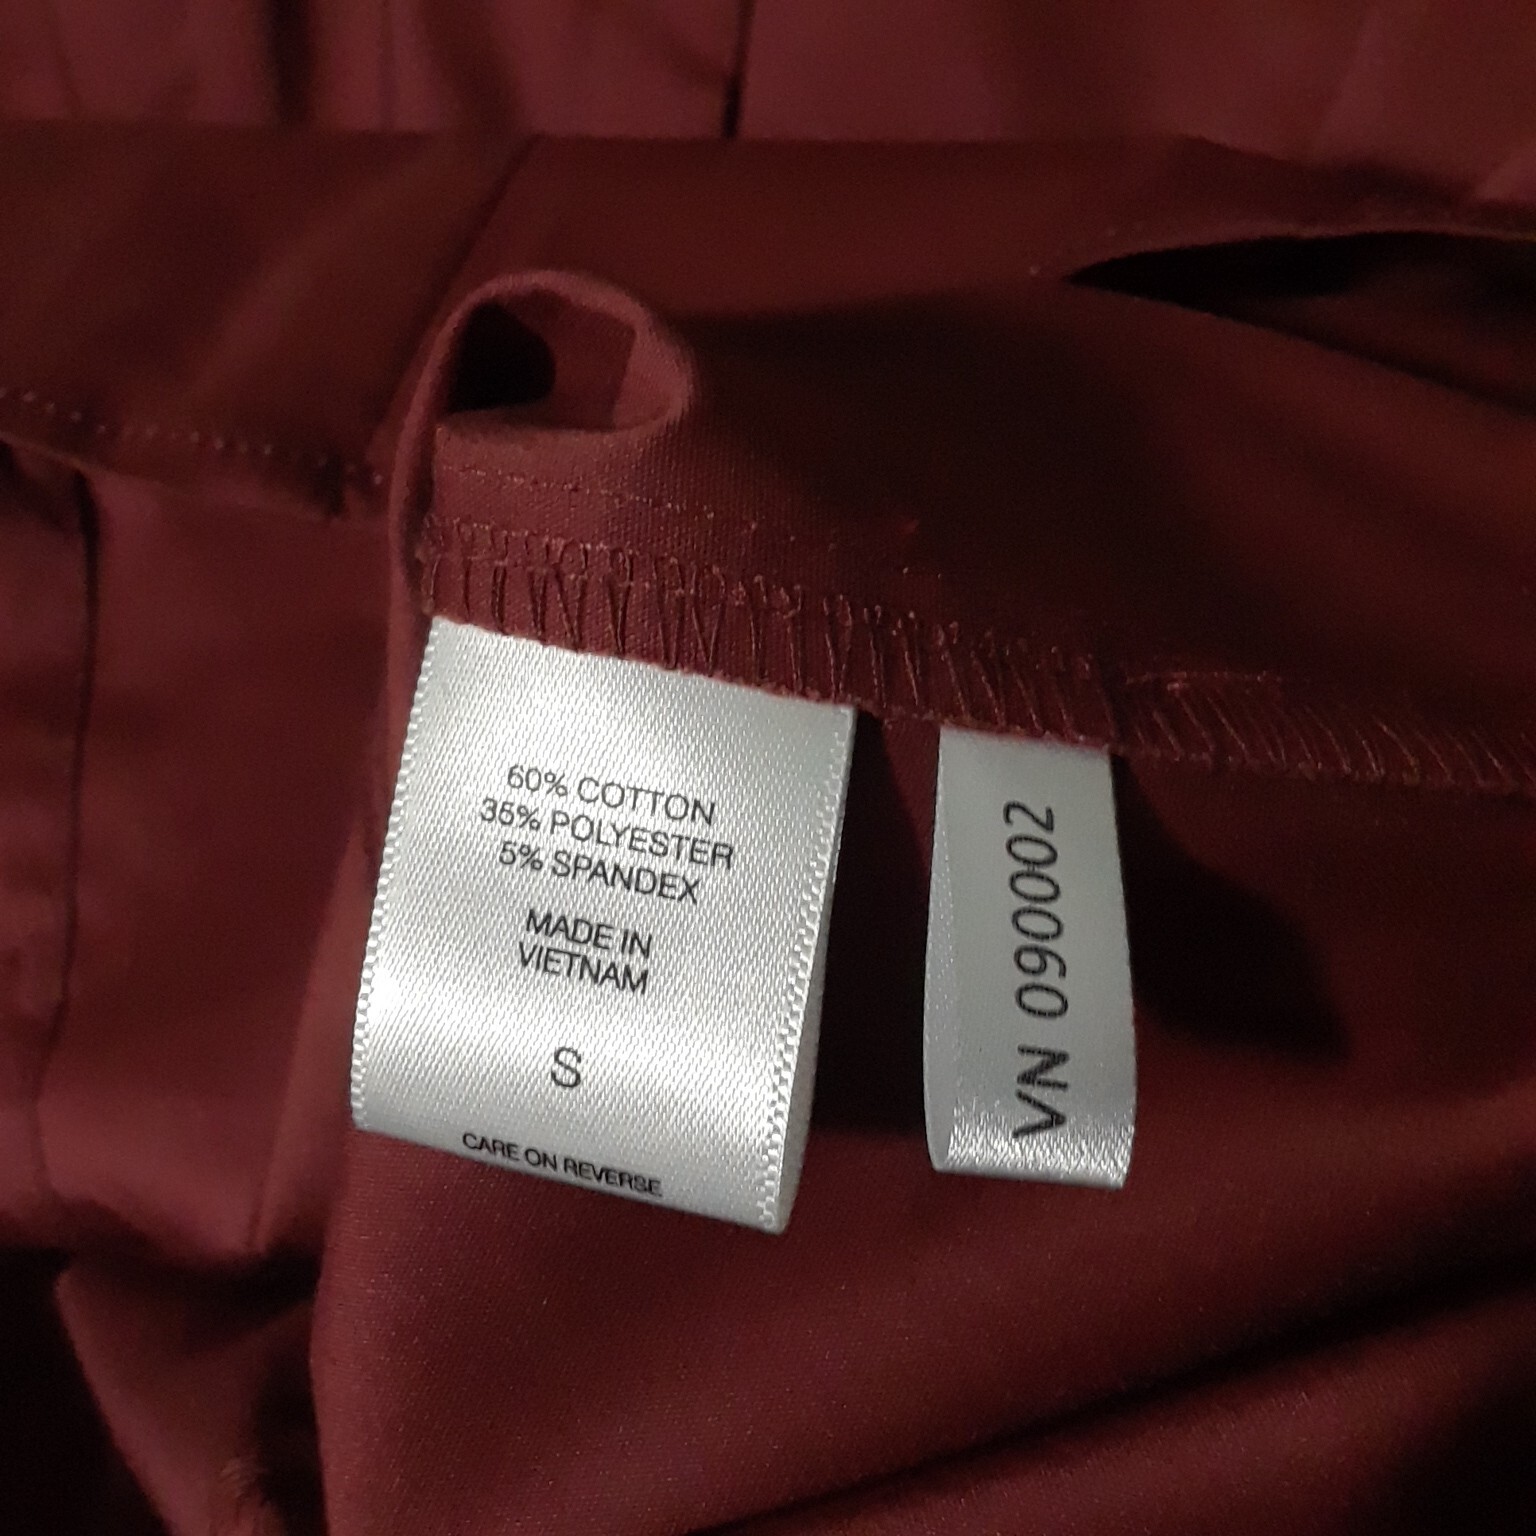 60% COTTON
35% POLYESTER
5% SPANDEX
MADE IN
VIETNAM
S
CARE ON REVERSE
VN 090002